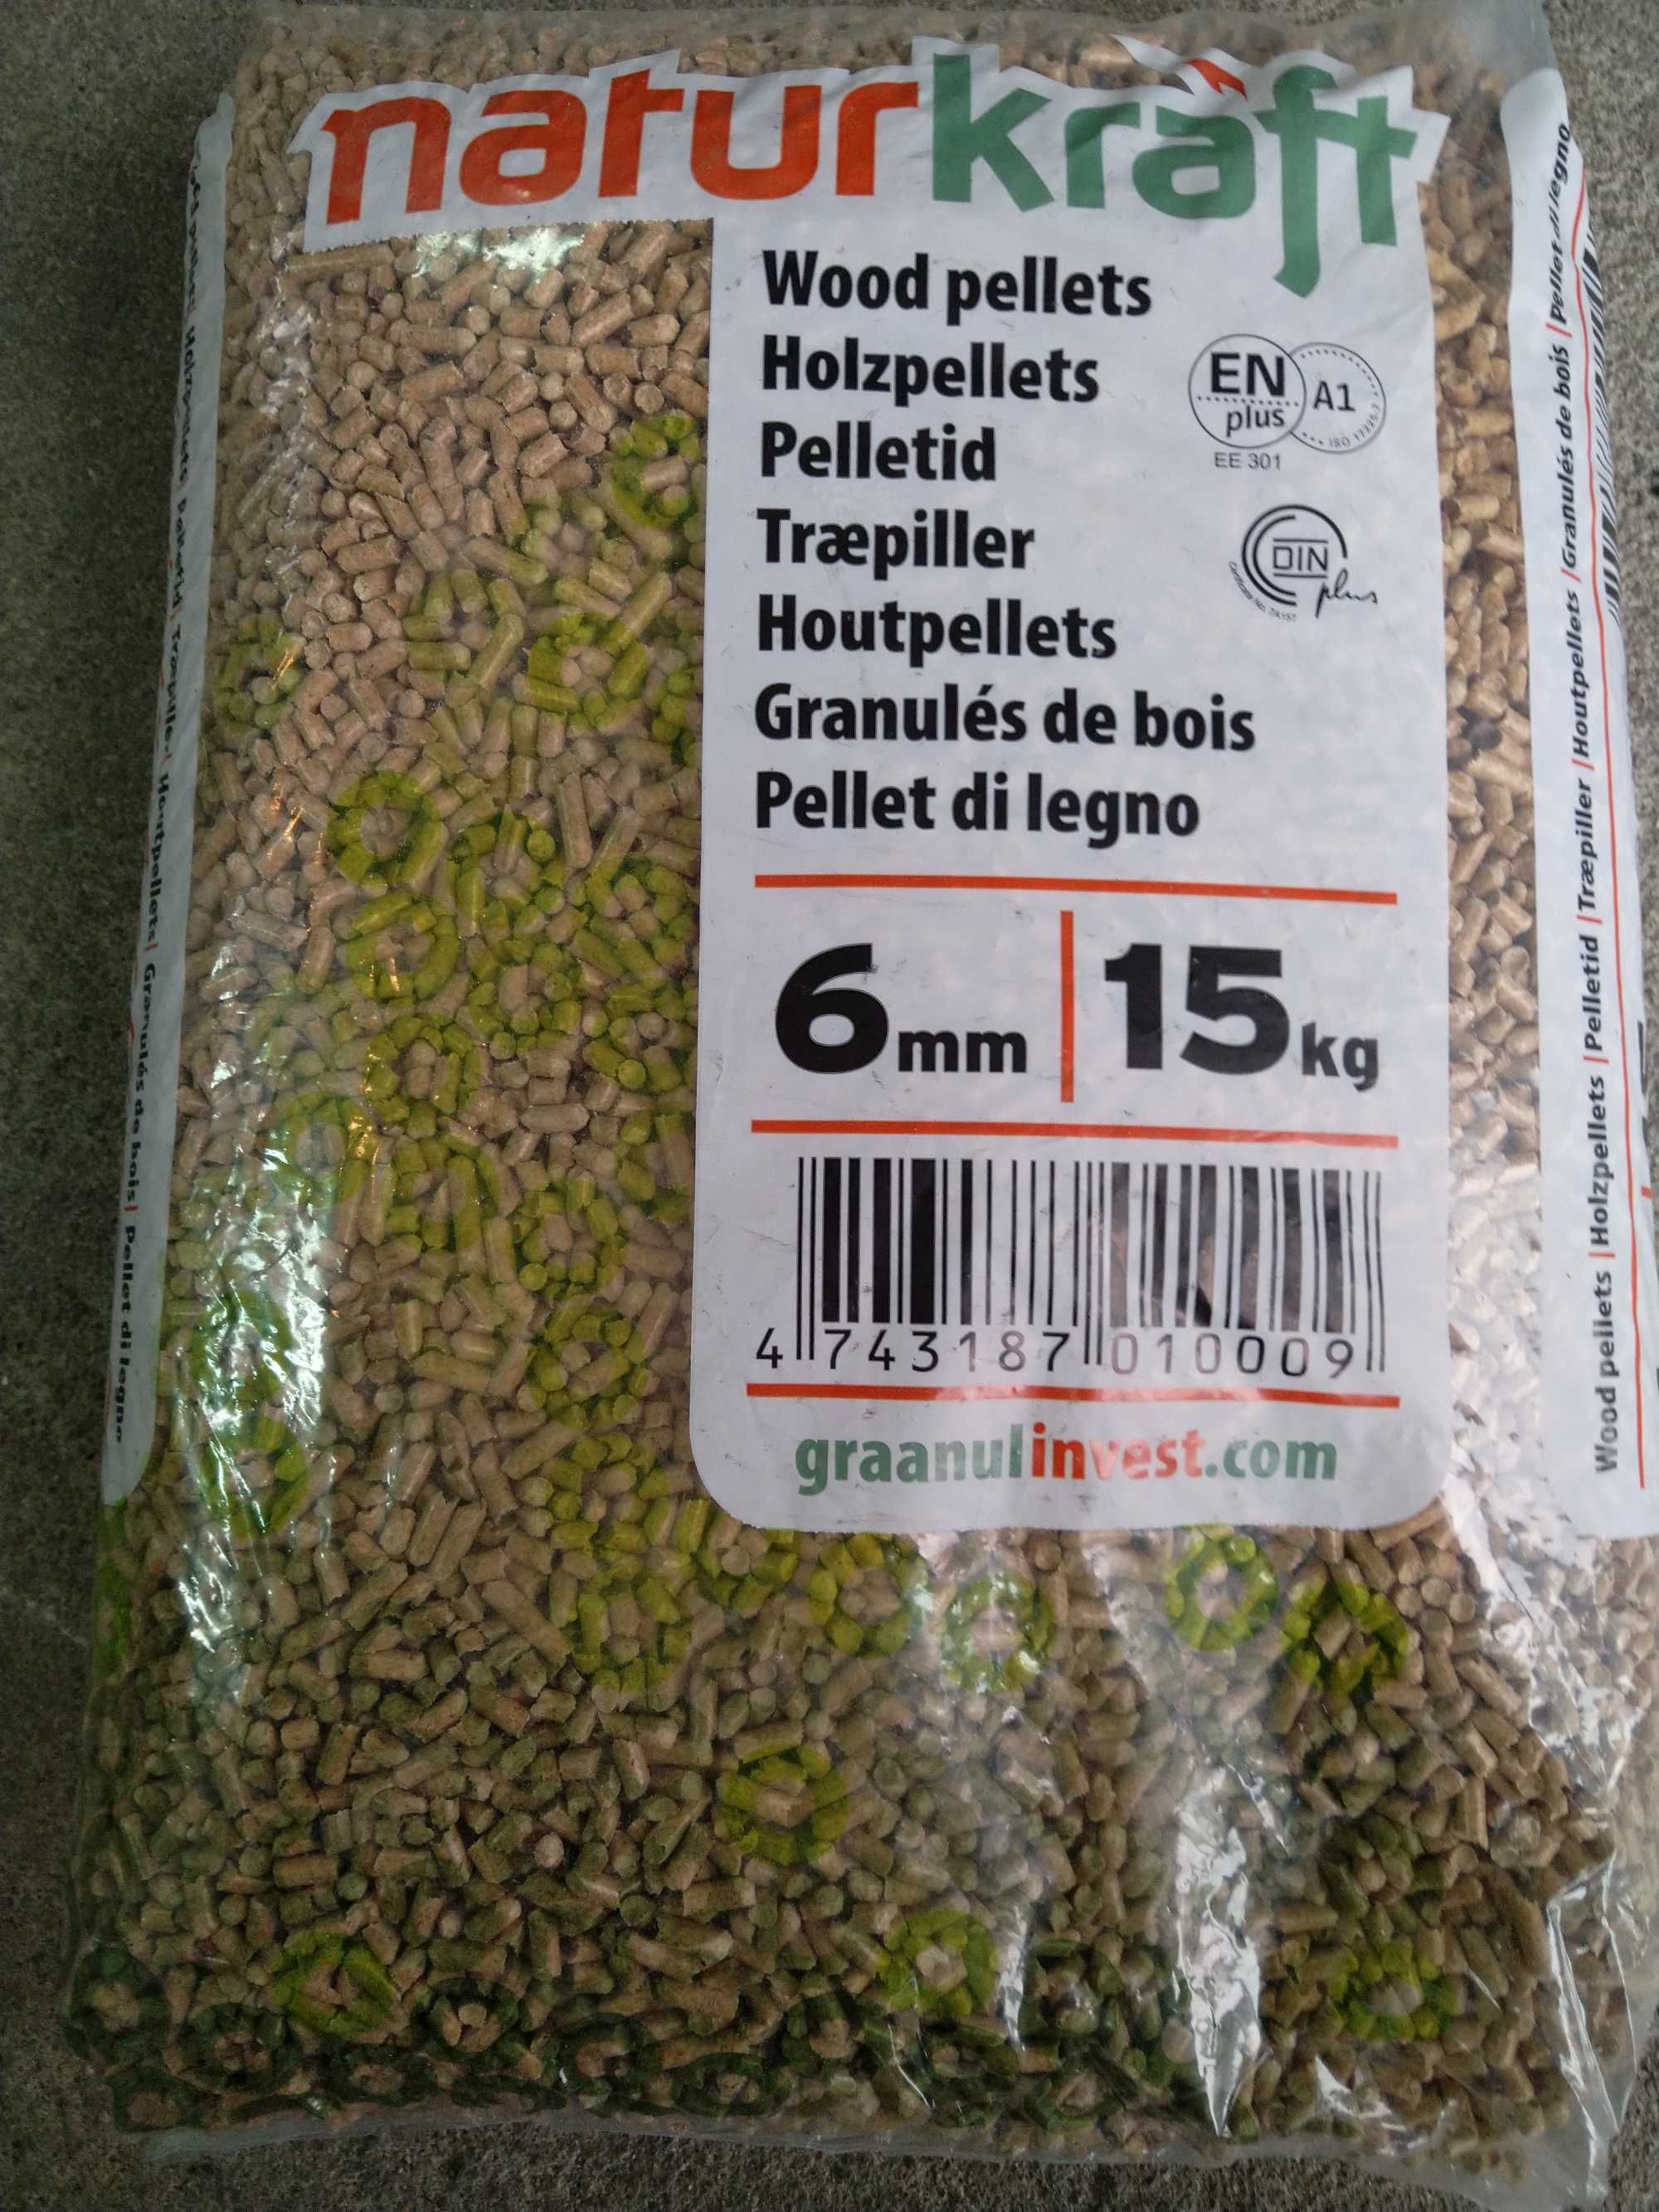 naturkraft
Wood pellets
Holzpellets
Pelletid
Træpiller
Houtpellets
Granulés de bois
Pellet di legno
EN
plus
A1
EE 301
DIN
plus
6mm
15kg
4 743187 010009
graanulinvest.com
Wood pellets | Holzpellets | Pelletid | Træpiller | Houtpellets | Granulés de bois | Pellet di legno
Holzpellets | Pelletid | Træpiller | Houtpellets | Granulés de bois | Pellet di legno